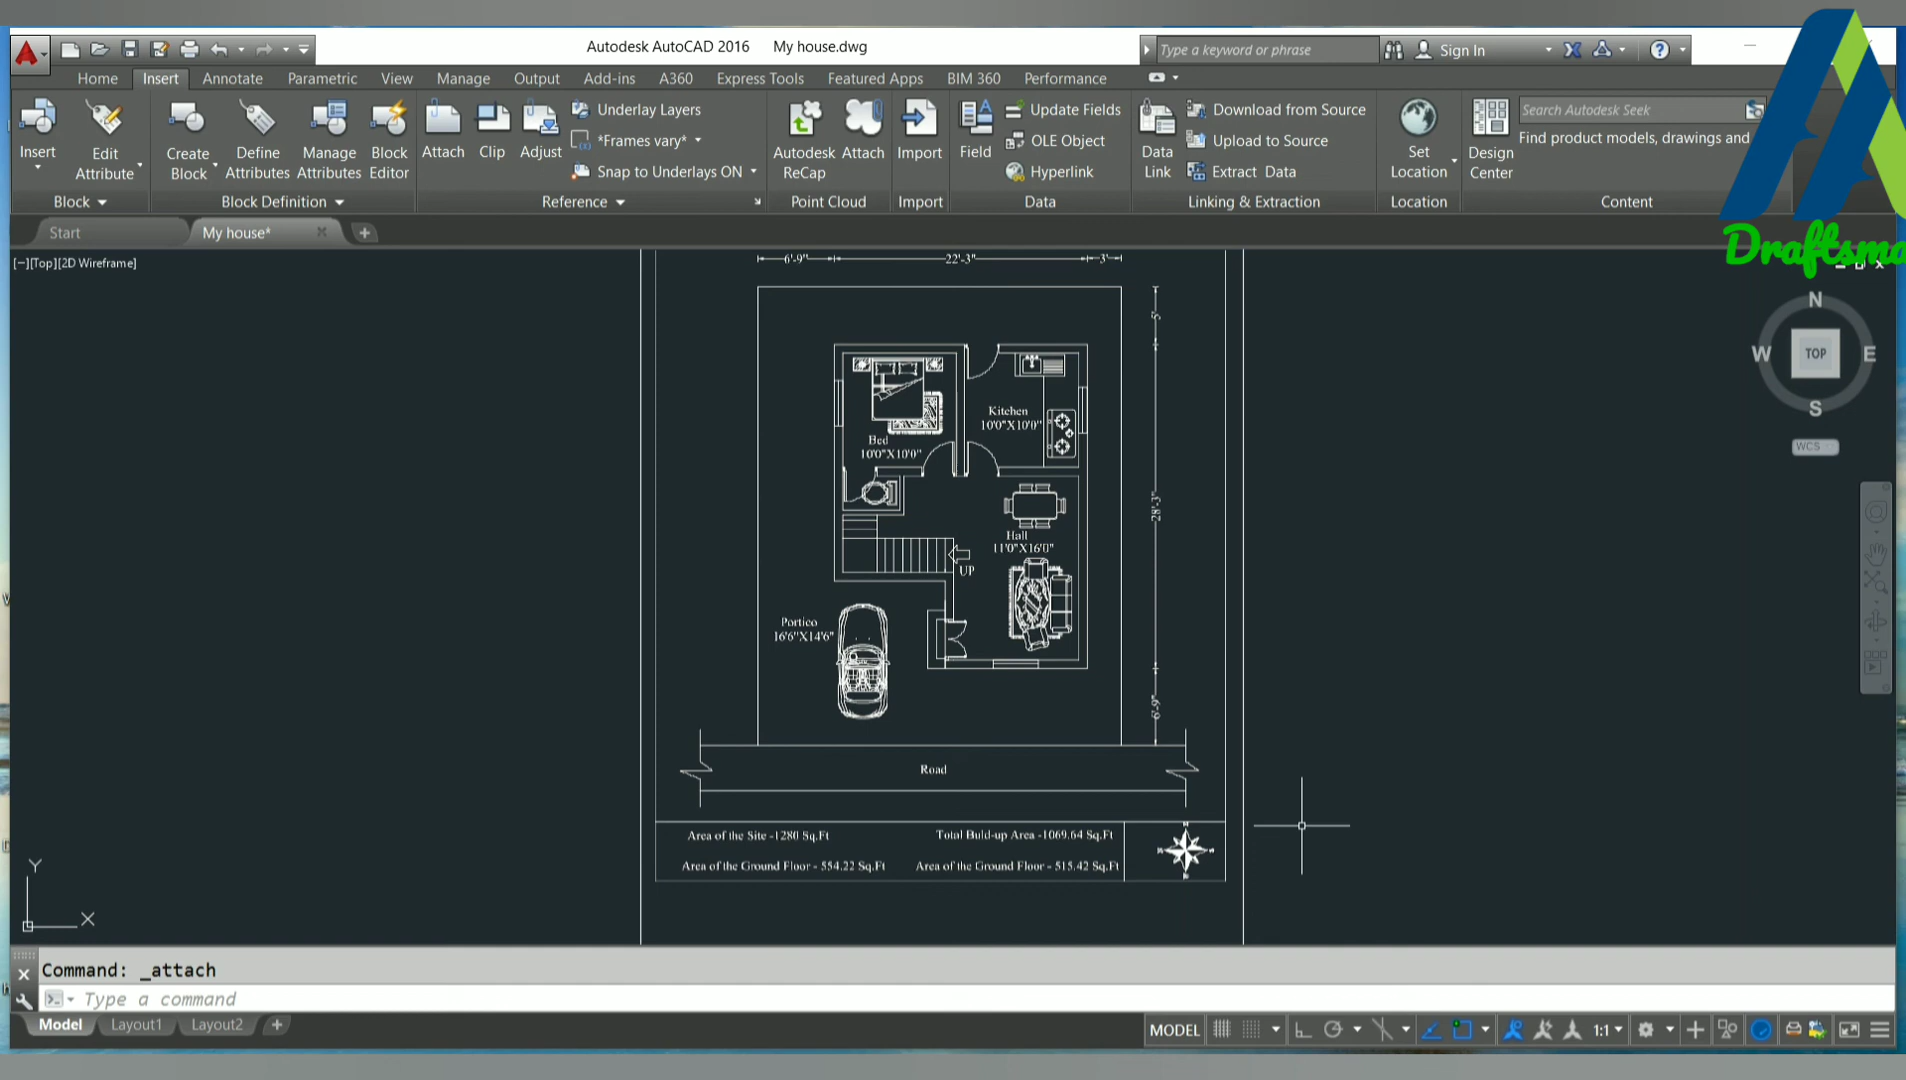 Autodesk AutoCAD 2016 My house.dwg
Type a keyword or phrase
Sign In
Home Insert Annotate Parametric View Manage Output Add-ins A360 Express Tools Featured Apps BIM 360 Performance
Insert
Edit Attribute
Create Block
Define Attributes
Manage Attributes
Block Editor
Attach
Clip
Adjust
Underlay Layers
*Frames vary*
Snap to Underlays ON
Autodesk ReCap
Attach
Import
Field
Update Fields
OLE Object
Hyperlink
Data Link
Download from Source
Upload to Source
Extract Data
Set Location
Design Center
Search Autodesk Seek
Find product models, drawings and
Block Block Definition Reference Point Cloud Import Data Linking & Extraction Location Content
Start My house*
[−][Top][2D Wireframe]
N
W TOP E
S
WCS
6'-9" 22'-3" 3'
5'
Kitchen
10'0"X10'0"
Bed
10'0"X10'0"
28'-3"
Hall
11'0"X16'0"
UP
Portico
16'6"X14'6"
6'-9"
Road
Area of the Site -1280 Sq.Ft Total Buld-up Area -1069.64 Sq.Ft
Area of the Ground Floor - 554.22 Sq.Ft Area of the Ground Floor - 515.42 Sq.Ft
Y
X
Command: _attach
Type a command
Model Layout1 Layout2
MODEL 1:1